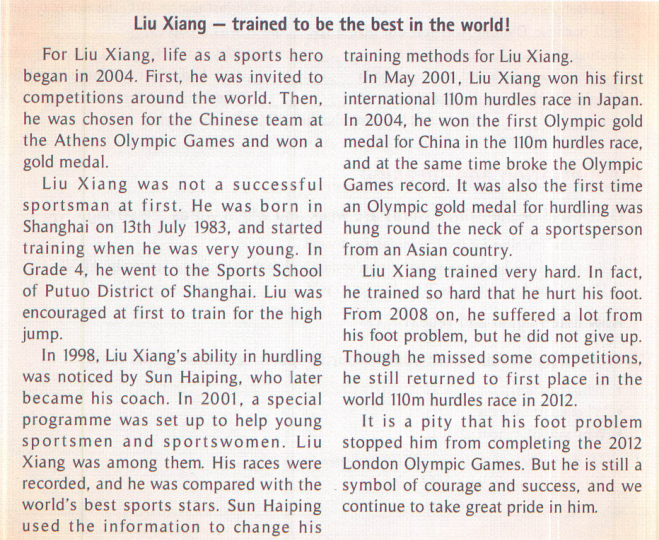 Liu Xiang — trained to be the best in the world!
For Liu Xiang, life as a sports hero
began in 2004. First, he was invited to
competitions around the world. Then,
he was chosen for the Chinese team at
the Athens Olympic Games and won a
gold medal.
Liu Xiang was not a successful
sportsman at first. He was born in
Shanghai on 13th July 1983, and started
training when he was very young. In
Grade 4, he went to the Sports School
of Putuo District of Shanghai. Liu was
encouraged at first to train for the high
jump.
In 1998, Liu Xiang's ability in hurdling
was noticed by Sun Haiping, who later
became his coach. In 2001, a special
programme was set up to help young
sportsmen and sportswomen. Liu
Xiang was among them. His races were
recorded, and he was compared with the
world's best sports stars. Sun Haiping
used the information to change his
training methods for Liu Xiang.
In May 2001, Liu Xiang won his first
international 110m hurdles race in Japan.
In 2004, he won the first Olympic gold
medal for China in the 110m hurdles race,
and at the same time broke the Olympic
Games record. It was also the first time
an Olympic gold medal for hurdling was
hung round the neck of a sportsperson
from an Asian country.
Liu Xiang trained very hard. In fact,
he trained so hard that he hurt his foot.
From 2008 on, he suffered a lot from
his foot problem, but he did not give up.
Though he missed some competitions,
he still returned to first place in the
world 110m hurdles race in 2012.
It is a pity that his foot problem
stopped him from completing the 2012
London Olympic Games. But he is still a
symbol of courage and success, and we
continue to take great pride in him.